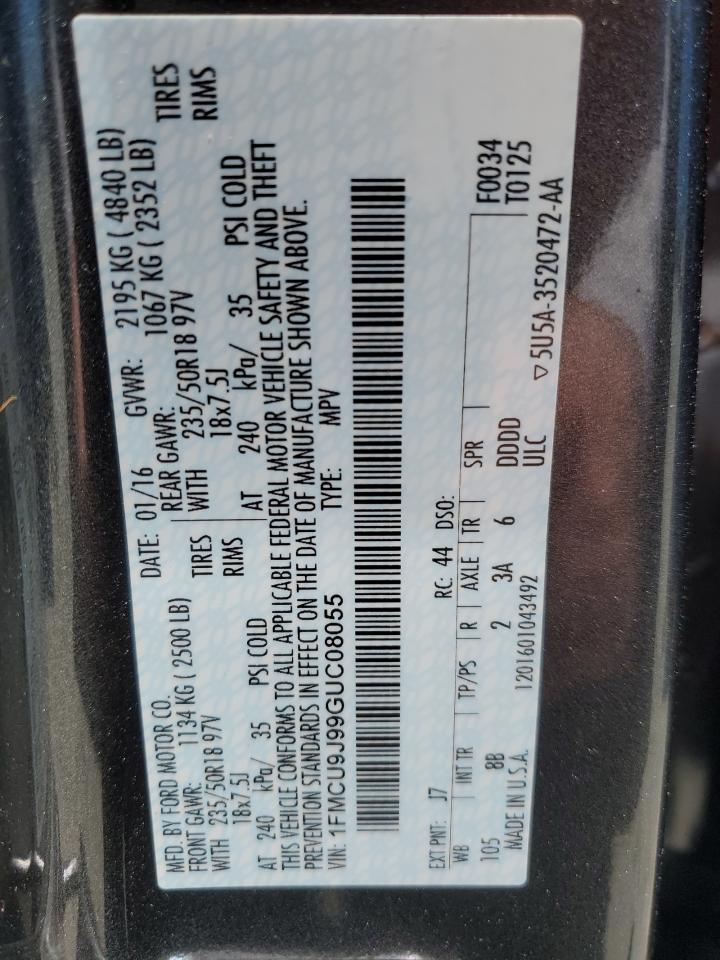 MFD. BY FORD MOTOR CO. DATE: 01/16 GVWR: 2195 KG ( 4840 LB)
FRONT GAWR: 1134 KG ( 2500 LB) REAR GAWR: 1067 KG ( 2352 LB)
WITH 235/50R18 97V TIRES WITH 235/50R18 97V TIRES
18x7.5J RIMS 18x7.5J RIMS
AT 240 kPa/ 35 PSI COLD AT 240 kPa/ 35 PSI COLD
THIS VEHICLE CONFORMS TO ALL APPLICABLE FEDERAL MOTOR VEHICLE SAFETY AND THEFT
PREVENTION STANDARDS IN EFFECT ON THE DATE OF MANUFACTURE SHOWN ABOVE.
VIN: 1FMCU9J99GUC08055 TYPE: MPV
EXT PNT: J7 RC: 44 DSO:
WB INT TR TP/PS R AXLE TR SPR F0034
105 8B 2 3A 6 DDDD T0125
MADE IN U.S.A. 1201601043492 ULC
▽5U5A-3520472-AA